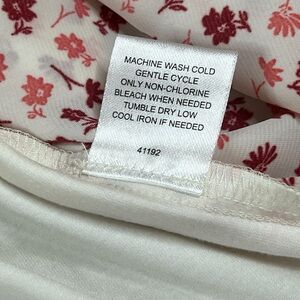 MACHINE WASH COLD
GENTLE CYCLE
ONLY NON-CHLORINE
BLEACH WHEN NEEDED
TUMBLE DRY LOW
COOL IRON IF NEEDED
41192